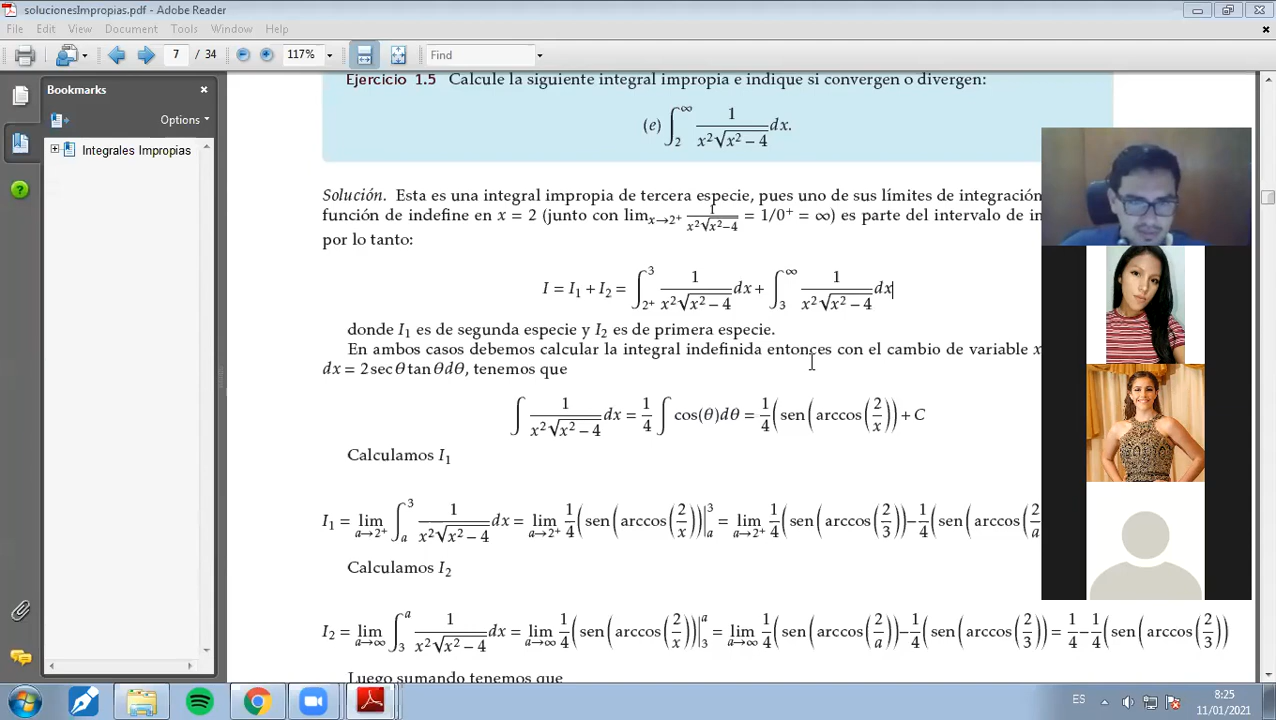 solucionesImpropias.pdf - Adobe Reader
File Edit View Document Tools Window Help
7 / 34 117% Find
Bookmarks
Options
Integrales Impropias
Ejercicio 1.5 Calcule la siguiente integral impropia e indique si convergen o divergen:
(e) ∫_2^∞ 1/(x²√(x² − 4)) dx.
Solución. Esta es una integral impropia de tercera especie, pues uno de sus límites de integración
función de indefine en x = 2 (junto con lim_{x→2⁺} 1/(x²√(x²−4)) = 1/0⁺ = ∞) es parte del intervalo de in
por lo tanto:
I = I₁ + I₂ = ∫_{2⁺}^3 1/(x²√(x² − 4)) dx + ∫_3^∞ 1/(x²√(x² − 4)) dx
donde I₁ es de segunda especie y I₂ es de primera especie.
En ambos casos debemos calcular la integral indefinida entonces con el cambio de variable x
dx = 2 sec θ tan θ dθ, tenemos que
∫ 1/(x²√(x² − 4)) dx = 1/4 ∫ cos(θ)dθ = 1/4 (sen(arccos(2/x)) + C
Calculamos I₁
I₁ = lim_{a→2⁺} ∫_a^3 1/(x²√(x² − 4)) dx = lim_{a→2⁺} 1/4 (sen(arccos(2/x))|_a^3 = lim_{a→2⁺} 1/4 (sen(arccos(2/3)) − 1/4 (sen(arccos(2/a
Calculamos I₂
I₂ = lim_{a→∞} ∫_3^a 1/(x²√(x² − 4)) dx = lim_{a→∞} 1/4 (sen(arccos(2/x))|_3^a = lim_{a→∞} 1/4 (sen(arccos(2/a)) − 1/4 (sen(arccos(2/3)) = 1/4 − 1/4 (sen(arccos(2/3))
Luego sumando tenemos que
ES 8:25
11/01/2021